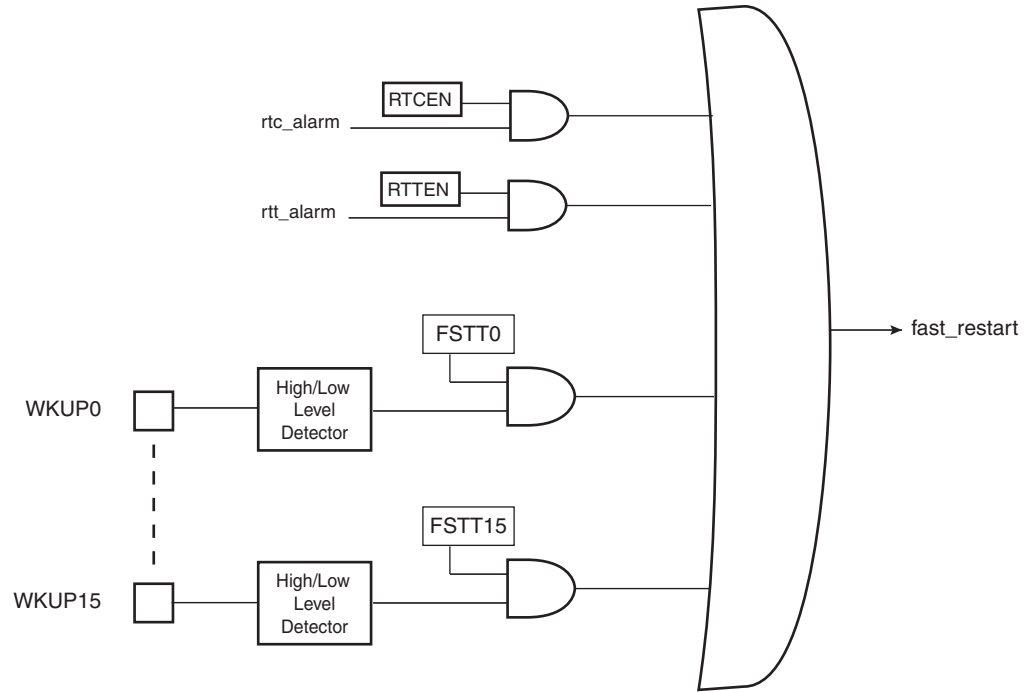 RTCEN
rtc_alarm
RTTEN
rtt_alarm
fast_restart
FSTT0
WKUP0
High/Low
Level
Detector
FSTT15
WKUP15
High/Low
Level
Detector